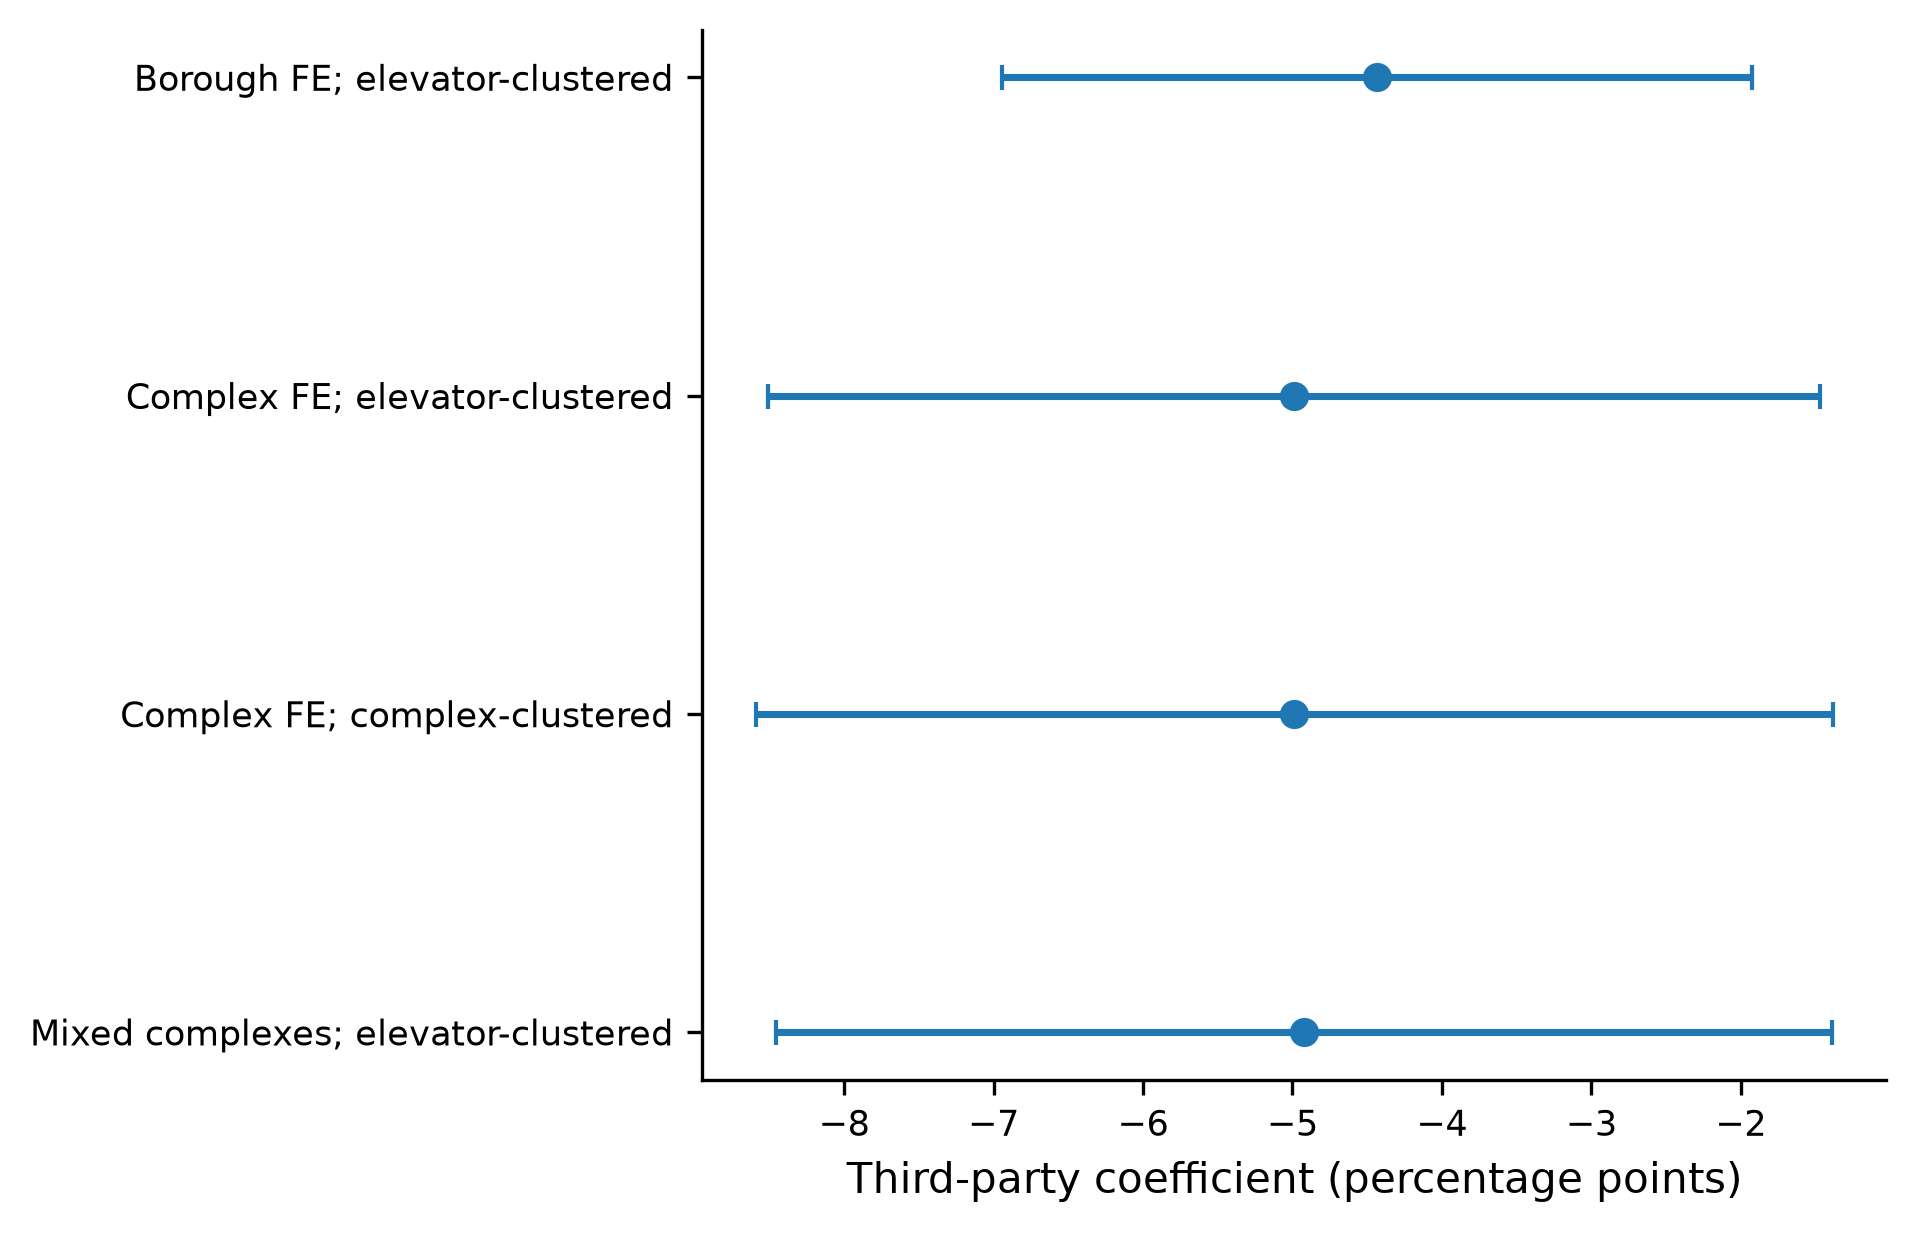 Borough FE; elevator-clustered
Complex FE; elevator-clustered
Complex FE; complex-clustered
Mixed complexes; elevator-clustered
−8 −7 −6 −5 −4 −3 −2
Third-party coefficient (percentage points)